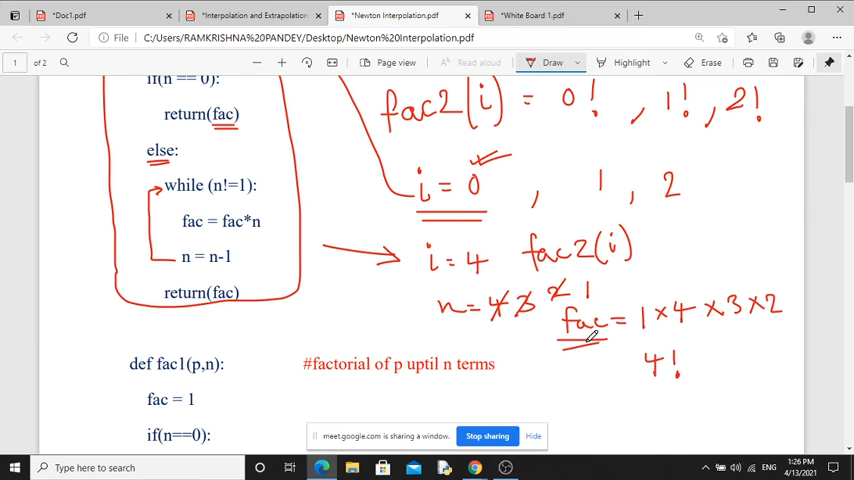 *Doc1.pdf
*Interpolation and Extrapolation
*Newton Interpolation.pdf
*White Board 1.pdf
File | C:/Users/RAMKRISHNA%20PANDEY/Desktop/Newton%20Interpolation.pdf
1 of 2
Page view
Read aloud
Draw
Highlight
Erase
if(n == 0):
return(fac)
else:
while (n!=1):
fac = fac*n
n = n-1
return(fac)
fac2(i) = 0! , 1! , 2!
i = 0 , 1 , 2
i = 4 fac2(i)
n = 4 3 2 1
fac = 1 × 4 × 3 × 2
4!
def fac1(p,n): #factorial of p uptil n terms
fac = 1
if(n==0):
meet.google.com is sharing a window.
Stop sharing
Hide
Type here to search
ENG
1:26 PM
4/13/2021